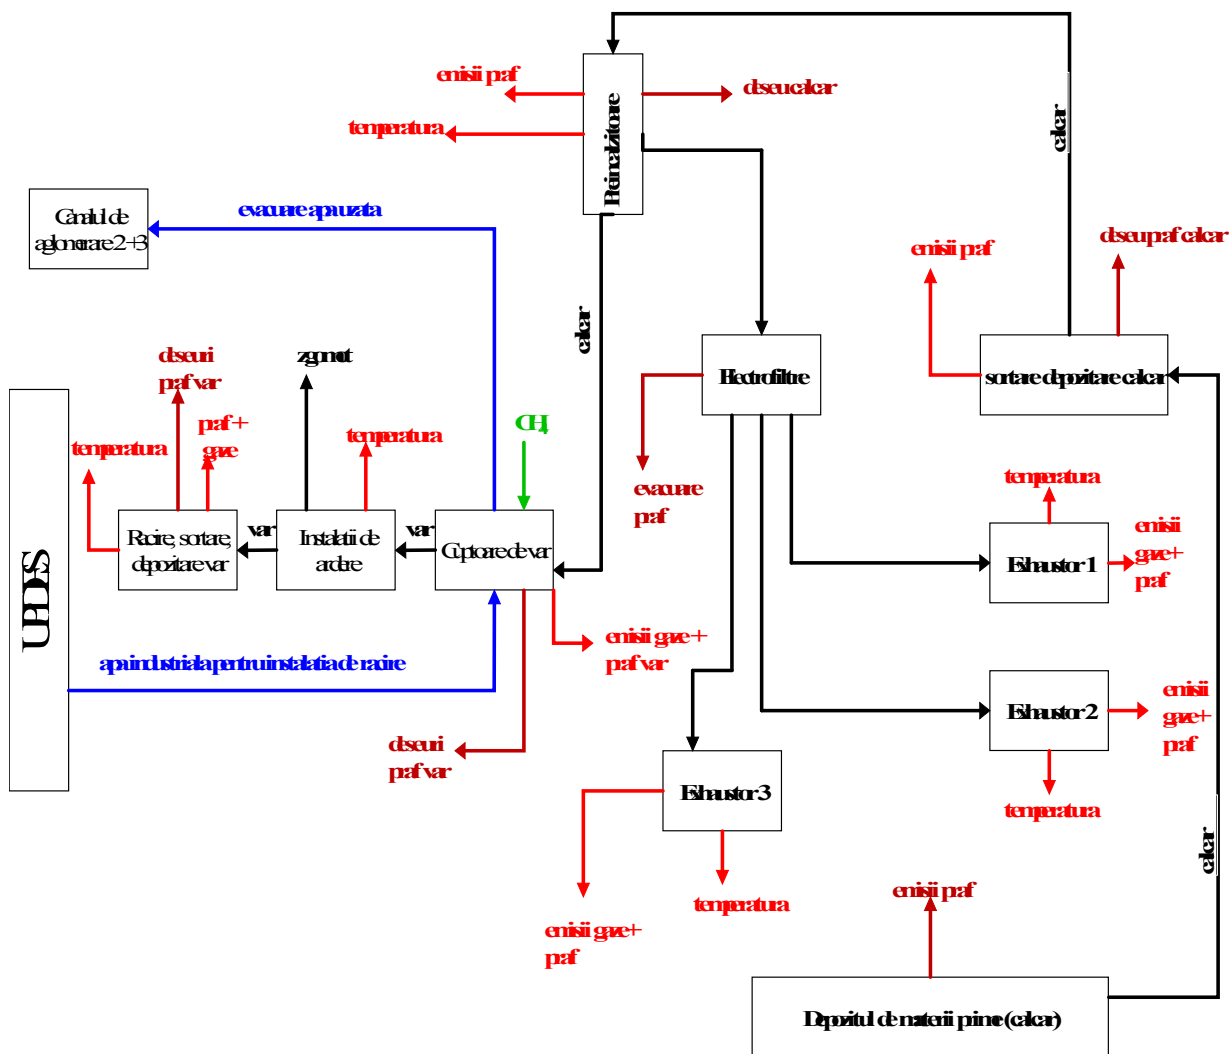 emisii praf
deseu calcar
temperatura
Preincalzitoare
calcar
Canalul de
aglomerare 2+3
evacuare apa uzata
emisii praf
deseu praf calcar
calcar
deseuri
praf var
zgomot
Electrofiltre
sortare depozitare calcar
temperatura
praf +
gaze
temperatura
CH4
evacuare
praf
temperatura
emisii
gaze+
praf
Racire, sortare,
depozitare var
var
Instalatii de
ardere
var
Cuptoare de var
Exhaustor 1
emisii gaze +
praf var
apa industriala pentru instalatia de racire
deseuri
praf var
Exhaustor 2
emisii
gaze+
praf
temperatura
Exhaustor 3
calcar
temperatura
emisii gaze+
praf
emisii praf
Depozitul de materii prime (calcar)